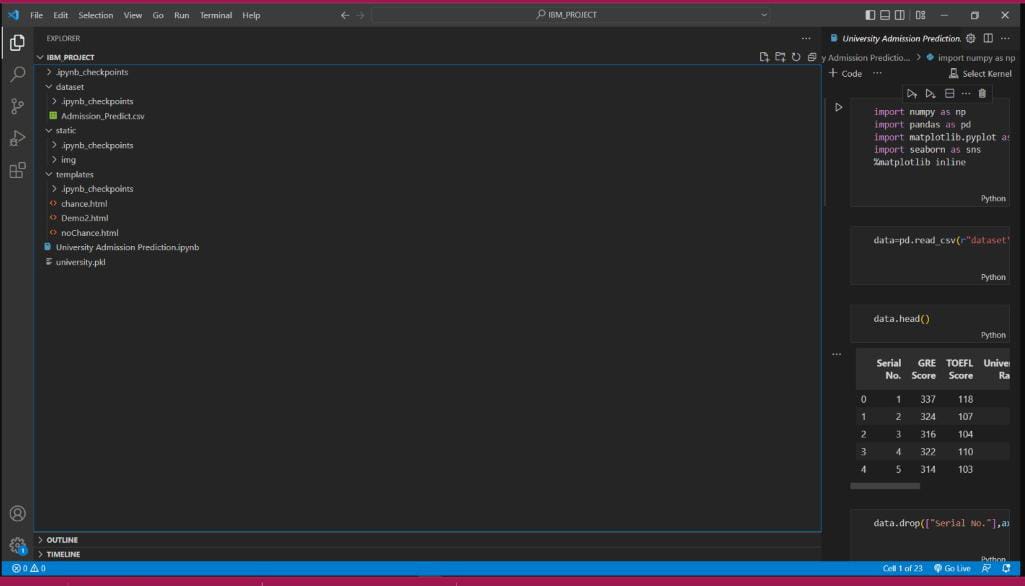 File Edit Selection View Go Run Terminal Help
IBM_PROJECT
EXPLORER
IBM_PROJECT
.ipynb_checkpoints
dataset
.ipynb_checkpoints
Admission_Predict.csv
static
.ipynb_checkpoints
img
templates
.ipynb_checkpoints
chance.html
Demo2.html
noChance.html
University Admission Prediction.ipynb
university.pkl
OUTLINE
TIMELINE
0 0
University Admission Prediction.
y Admission Predictio... > import numpy as np
+ Code ... Select Kernel
import numpy as np
import pandas as pd
import matplotlib.pyplot as
import seaborn as sns
%matplotlib inline
Python
data=pd.read_csv(r"dataset"
Python
data.head()
Python
Serial No. GRE Score TOEFL Score Univer Ra
0 1 337 118
1 2 324 107
2 3 316 104
3 4 322 110
4 5 314 103
data.drop(["Serial No."],ax
Python
Cell 1 of 23 Go Live
1